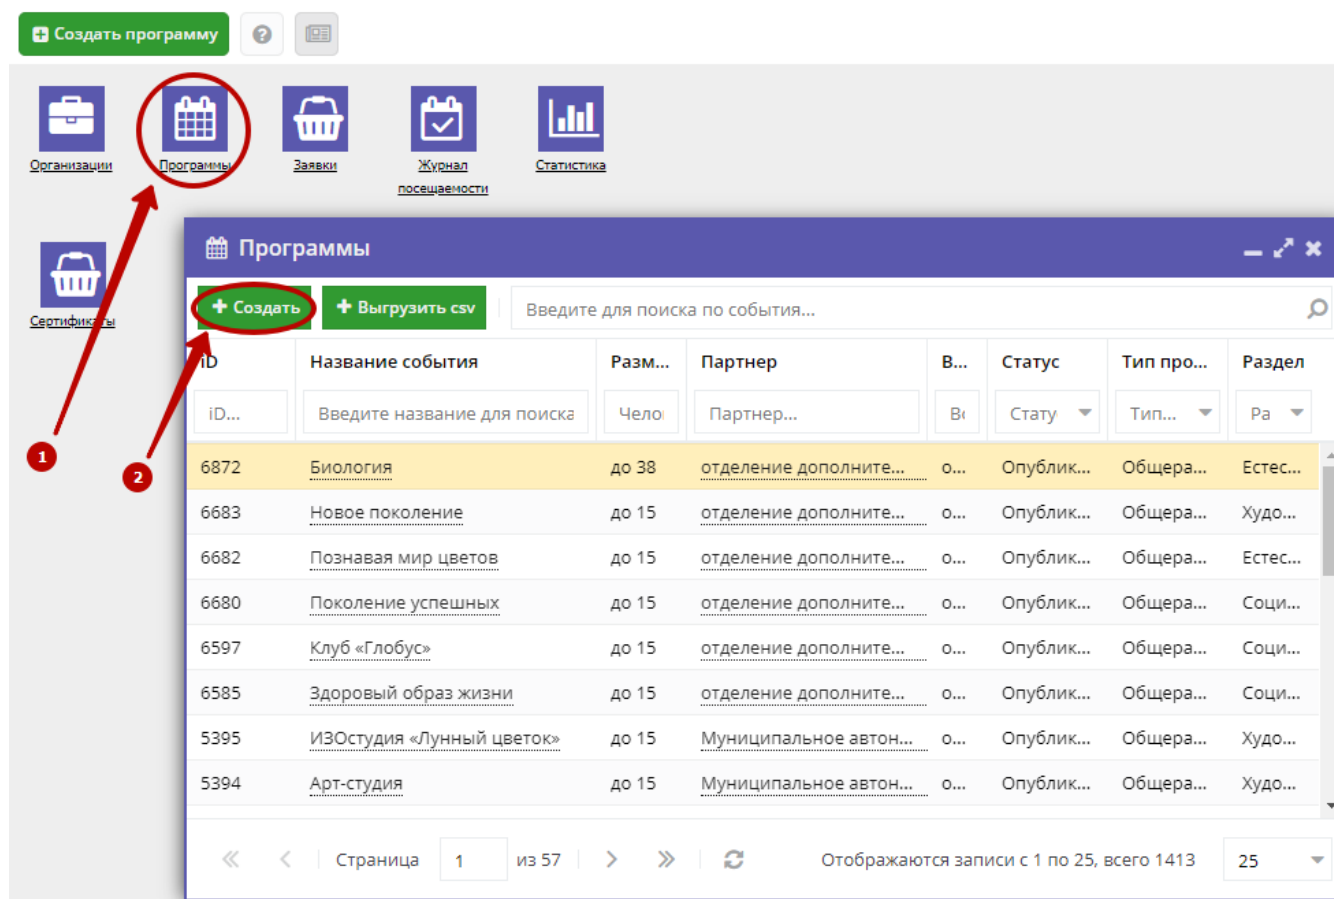 Создать программу
Организации
Программы
Заявки
Журнал
посещаемости
Статистика
Сертификаты
Программы
Создать
Выгрузить csv
Введите для поиска по события...
iD Название события Разм... Партнер В... Статус Тип про... Раздел
iD... Введите название для поиска Чело Партнер... Стату Тип... Ра
6872 Биология до 38 отделение дополните... о... Опублик... Общера... Естес...
6683 Новое поколение до 15 отделение дополните... о... Опублик... Общера... Худо...
6682 Познавая мир цветов до 15 отделение дополните... о... Опублик... Общера... Естес...
6680 Поколение успешных до 15 отделение дополните... о... Опублик... Общера... Соци...
6597 Клуб «Глобус» до 15 отделение дополните... о... Опублик... Общера... Соци...
6585 Здоровый образ жизни до 15 отделение дополните... о... Опублик... Общера... Соци...
5395 ИЗОстудия «Лунный цветок» до 15 Муниципальное автон... о... Опублик... Общера... Худо...
5394 Арт-студия до 15 Муниципальное автон... о... Опублик... Общера... Худо...
1
2
Страница 1 из 57 Отображаются записи с 1 по 25, всего 1413 25